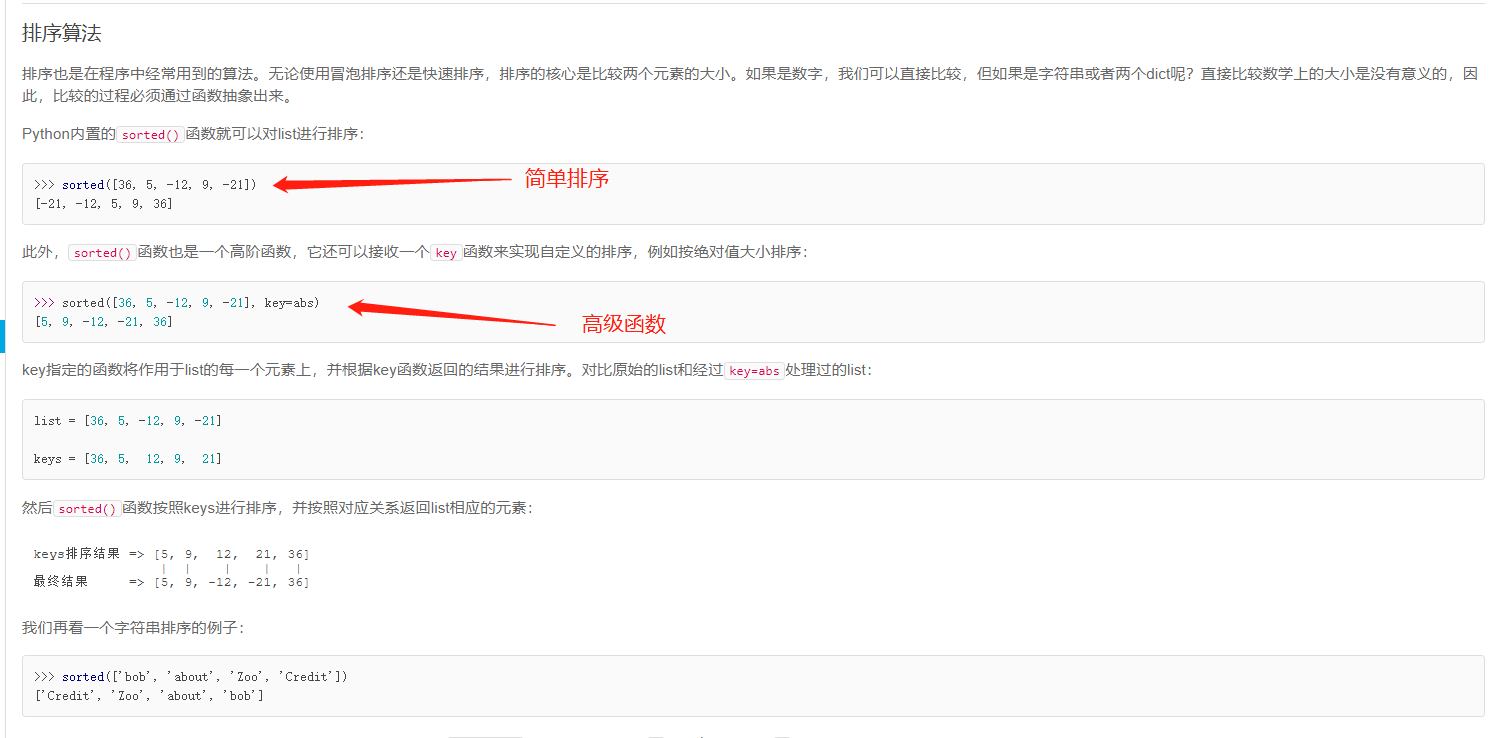 排序算法
排序也是在程序中经常用到的算法。无论使用冒泡排序还是快速排序，排序的核心是比较两个元素的大小。如果是数字，我们可以直接比较，但如果是字符串或者两个dict呢？直接比较数学上的大小是没有意义的，因
此，比较的过程必须通过函数抽象出来。
Python内置的sorted()函数就可以对list进行排序：
>>> sorted([36, 5, -12, 9, -21])
简单排序
[-21, -12, 5, 9, 36]
此外，sorted()函数也是一个高阶函数，它还可以接收一个key函数来实现自定义的排序，例如按绝对值大小排序：
>>> sorted([36, 5, -12, 9, -21], key=abs)
[5, 9, -12, -21, 36]
高级函数
key指定的函数将作用于list的每一个元素上，并根据key函数返回的结果进行排序。对比原始的list和经过key=abs处理过的list：
list = [36, 5, -12, 9, -21]
keys = [36, 5,  12, 9,  21]
然后sorted()函数按照keys进行排序，并按照对应关系返回list相应的元素：
keys排序结果 => [5, 9,  12,  21, 36]
| | | | |
最终结果 => [5, 9, -12, -21, 36]
我们再看一个字符串排序的例子：
>>> sorted(['bob', 'about', 'Zoo', 'Credit'])
['Credit', 'Zoo', 'about', 'bob']